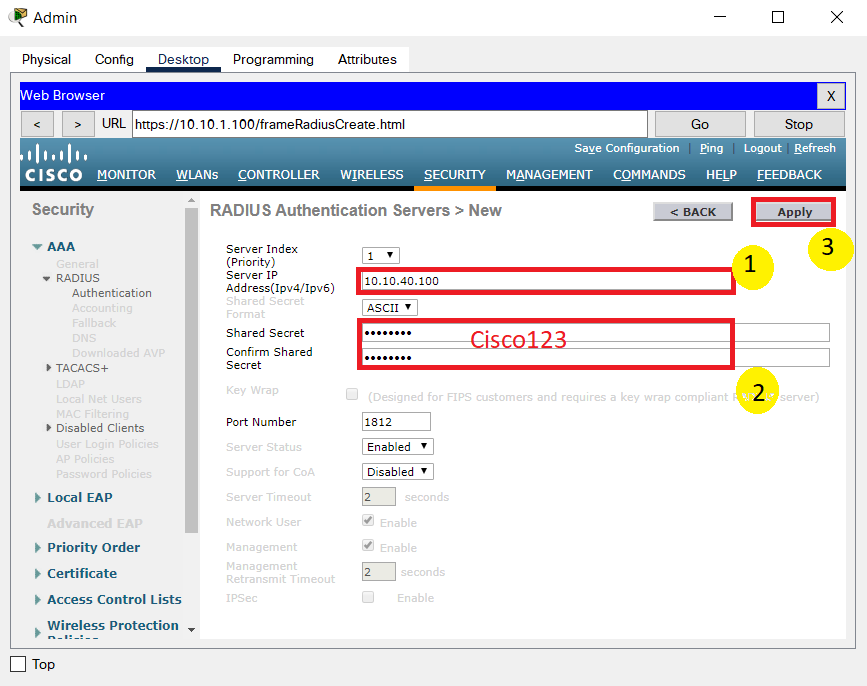 Admin
Physical Config Desktop Programming Attributes
Web Browser X
< > URL https://10.10.1.100/frameRadiusCreate.html Go Stop
Save Configuration | Ping | Logout | Refresh
CISCO MONITOR WLANs CONTROLLER WIRELESS SECURITY MANAGEMENT COMMANDS HELP FEEDBACK
Security
AAA
General
RADIUS
Authentication
Accounting
Fallback
DNS
Downloaded AVP
TACACS+
LDAP
Local Net Users
MAC Filtering
Disabled Clients
User Login Policies
AP Policies
Password Policies
Local EAP
Advanced EAP
Priority Order
Certificate
Access Control Lists
Wireless Protection
Policies
RADIUS Authentication Servers > New < BACK Apply
3
Server Index
(Priority) 1
Server IP
Address(Ipv4/Ipv6) 10.10.40.100
1
Shared Secret
Format ASCII
Shared Secret ••••••••
Cisco123
Confirm Shared
Secret ••••••••
2
Key Wrap (Designed for FIPS customers and requires a key wrap compliant server)
Port Number 1812
Server Status Enabled
Support for CoA Disabled
Server Timeout 2 seconds
Network User Enable
Management Enable
Management
Retransmit Timeout 2 seconds
IPSec Enable
Top